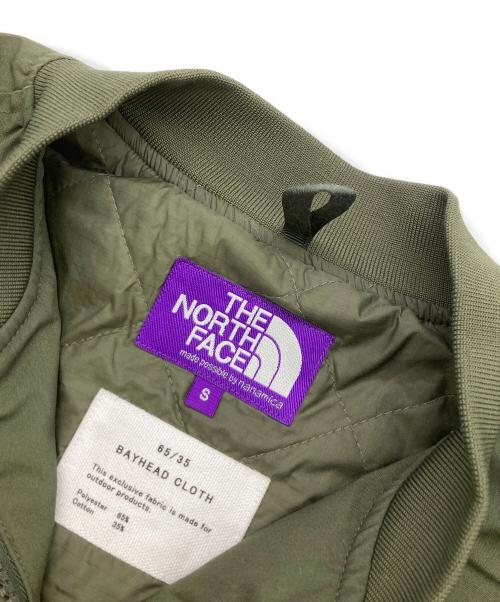 THE
NORTH
FACE
made possible by nanamica
S
65/35
BAYHEAD CLOTH
This exclusive fabric is made for
outdoor products.
Polyester 65%
Cotton 35%